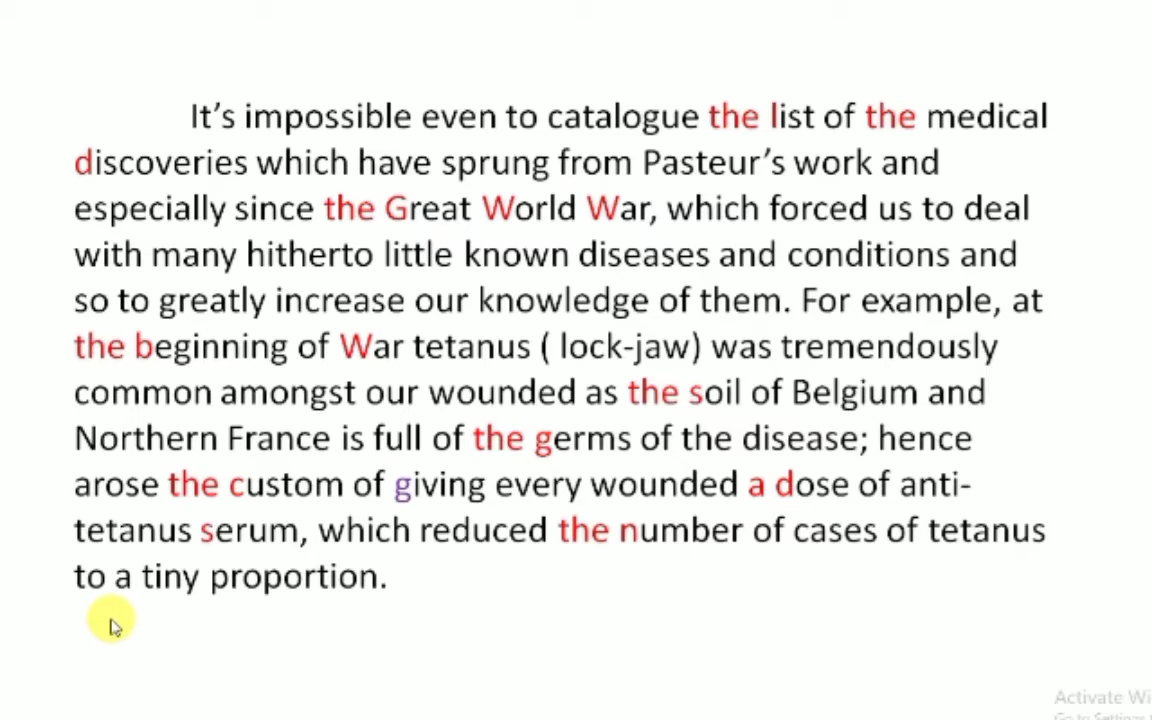 It's impossible even to catalogue the list of the medical
discoveries which have sprung from Pasteur's work and
especially since the Great World War, which forced us to deal
with many hitherto little known diseases and conditions and
so to greatly increase our knowledge of them. For example, at
the beginning of War tetanus ( lock-jaw) was tremendously
common amongst our wounded as the soil of Belgium and
Northern France is full of the germs of the disease; hence
arose the custom of giving every wounded a dose of anti-
tetanus serum, which reduced the number of cases of tetanus
to a tiny proportion.
Activate Wi